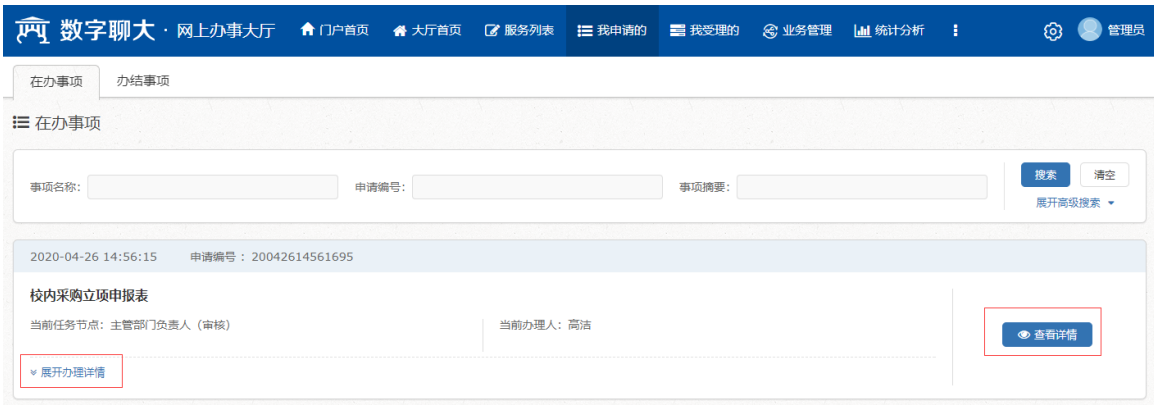 数字聊大 · 网上办事大厅 门户首页 大厅首页 服务列表 我申请的 我受理的 业务管理 统计分析 管理员
在办事项 办结事项
在办事项
事项名称: 申请编号: 事项摘要: 搜索 清空
展开高级搜索
2020-04-26 14:56:15 申请编号 : 20042614561695
校内采购立项申报表
当前任务节点: 主管部门负责人（审核） 当前办理人: 高洁
查看详情
展开办理详情